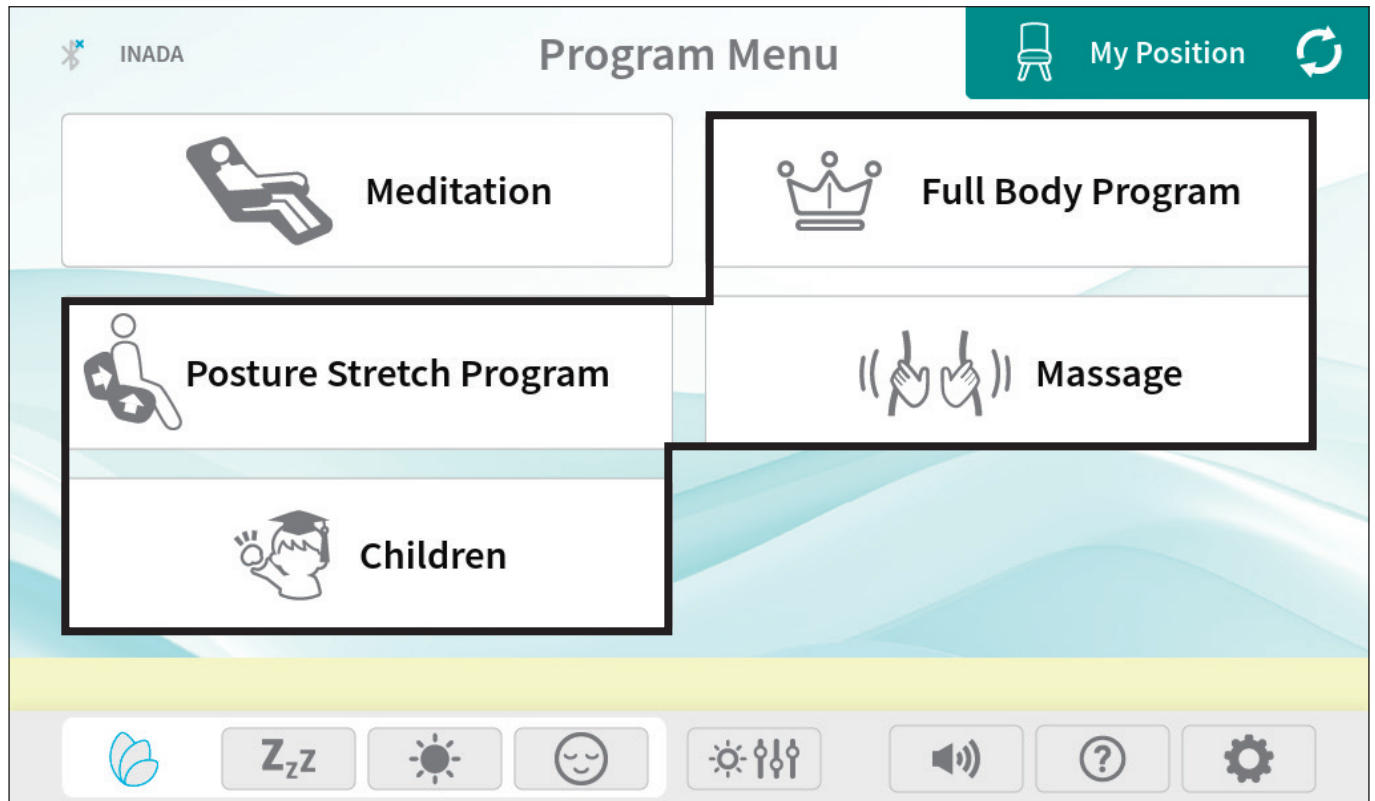 INADA
Program Menu
My Position
Meditation
Full Body Program
Posture Stretch Program
Massage
Children
ZzZ
?